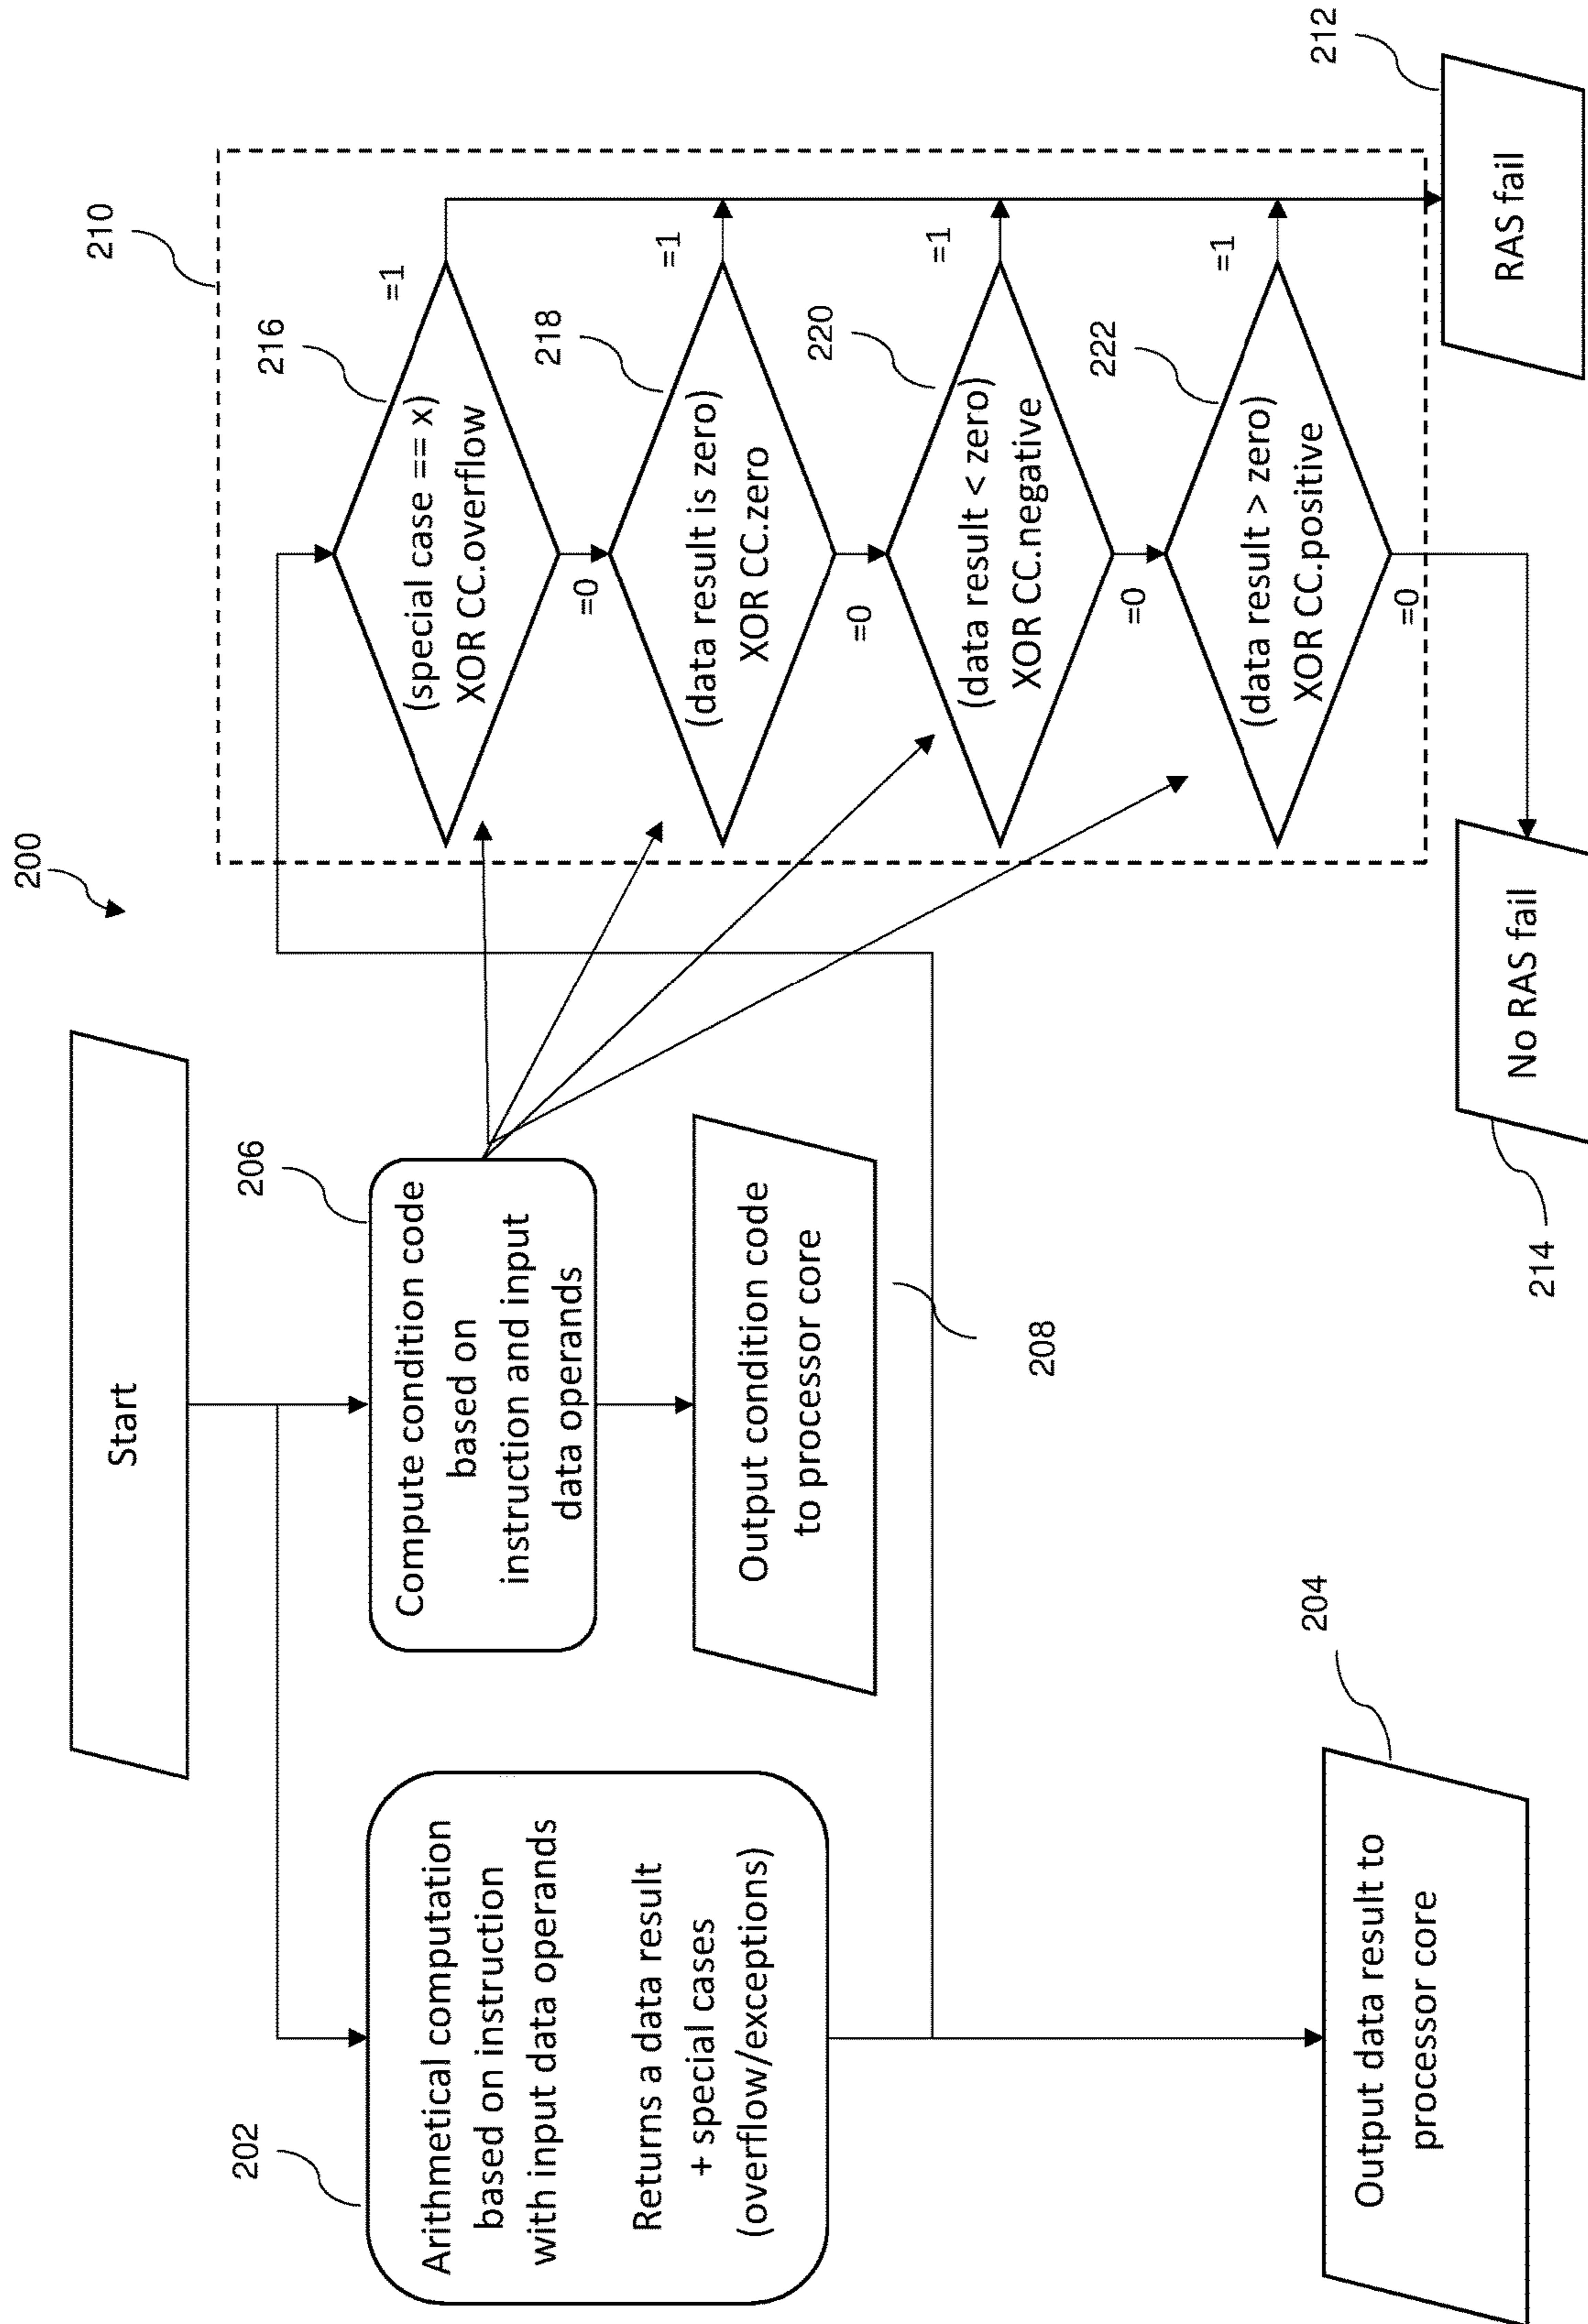 200
Start
202
Arithmetical computation
based on instruction
with input data operands
Returns a data result
+ special cases
(overflow/exceptions)
204
Output data result to
processor core
206
Compute condition code
based on
instruction and input
data operands
208
Output condition code
to processor core
210
216
(special case == x)
XOR CC.overflow
=1
=0
218
(data result is zero)
XOR CC.zero
=1
=0
220
(data result < zero)
XOR CC.negative
=1
=0
222
(data result > zero)
XOR CC.positive
=1
=0
214
No RAS fail
212
RAS fail